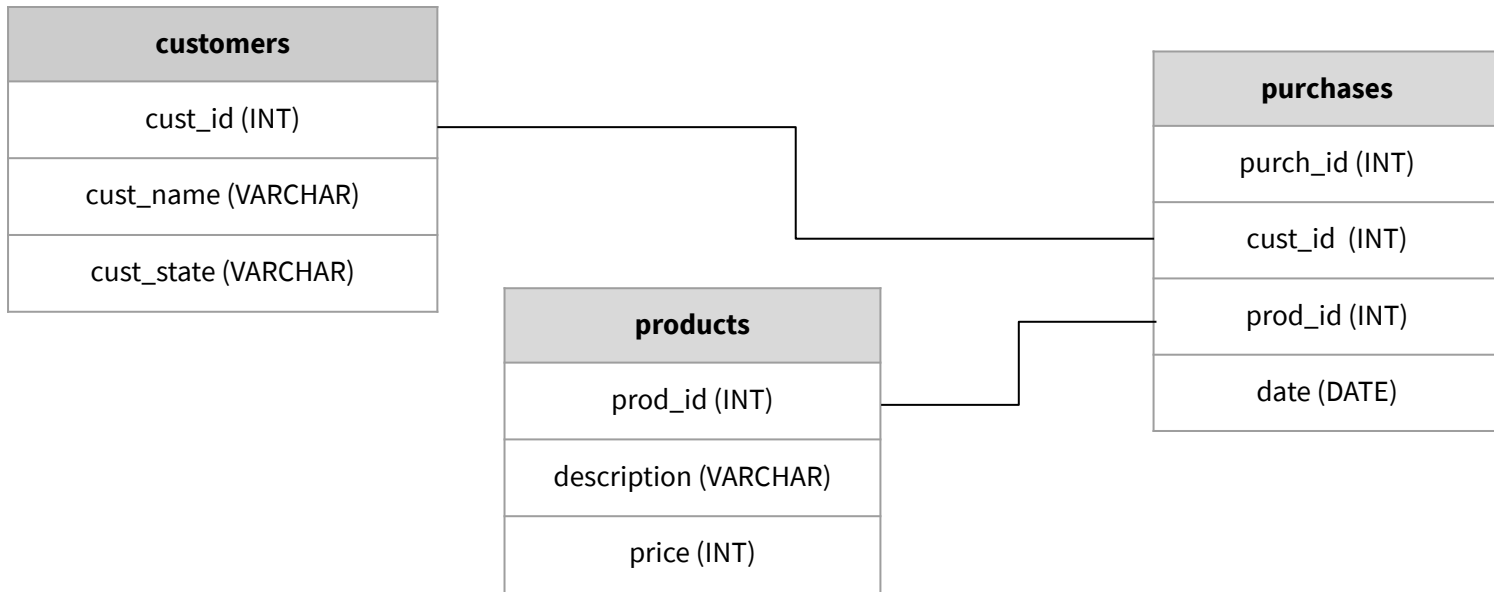 customers
cust_id (INT)
cust_name (VARCHAR)
cust_state (VARCHAR)
products
prod_id (INT)
description (VARCHAR)
price (INT)
purchases
purch_id (INT)
cust_id (INT)
prod_id (INT)
date (DATE)